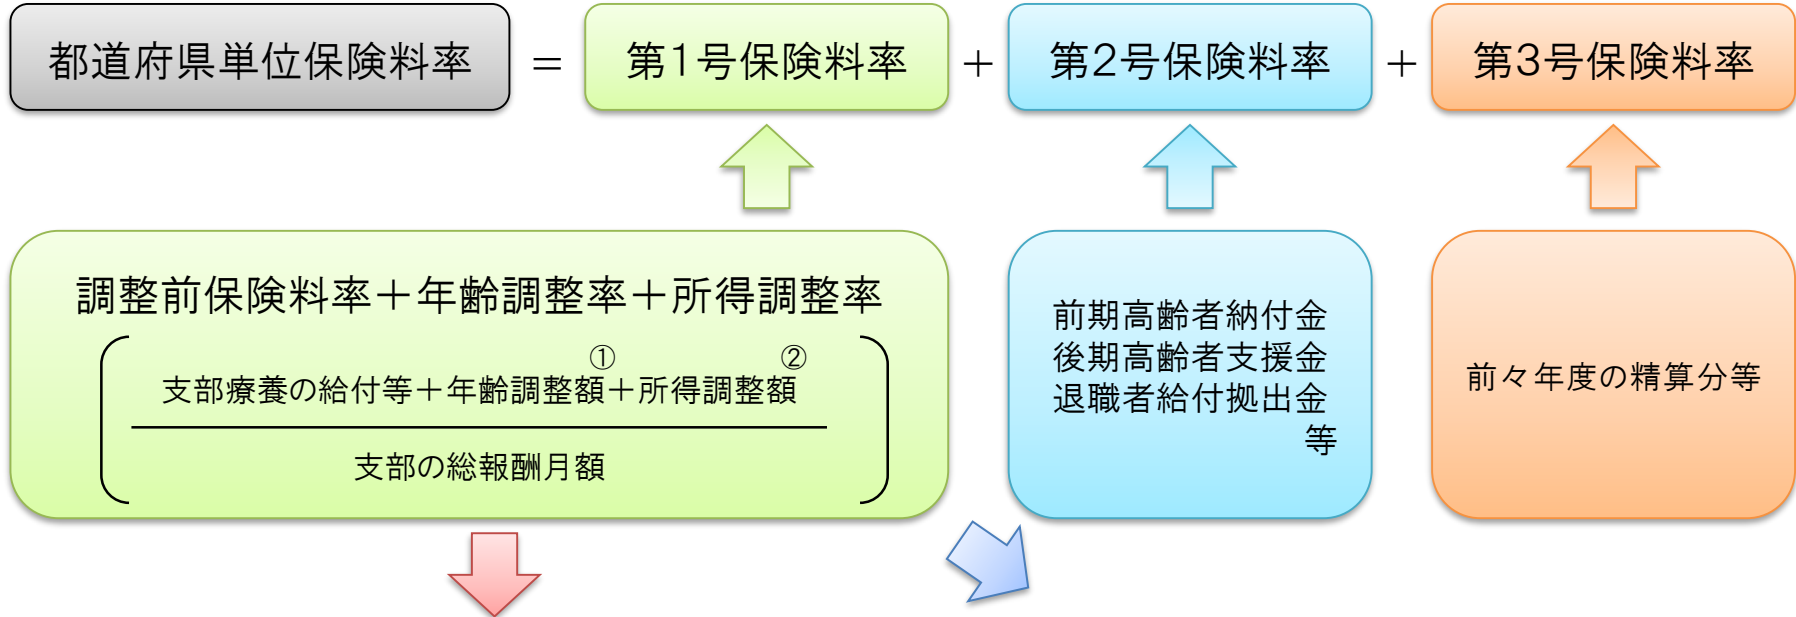 都道府県単位保険料率 = 第1号保険料率 + 第2号保険料率 + 第3号保険料率
調整前保険料率＋年齢調整率＋所得調整率
① ②
支部療養の給付等＋年齢調整額＋所得調整額
支部の総報酬月額
前期高齢者納付金
後期高齢者支援金
退職者給付拠出金
等
前々年度の精算分等